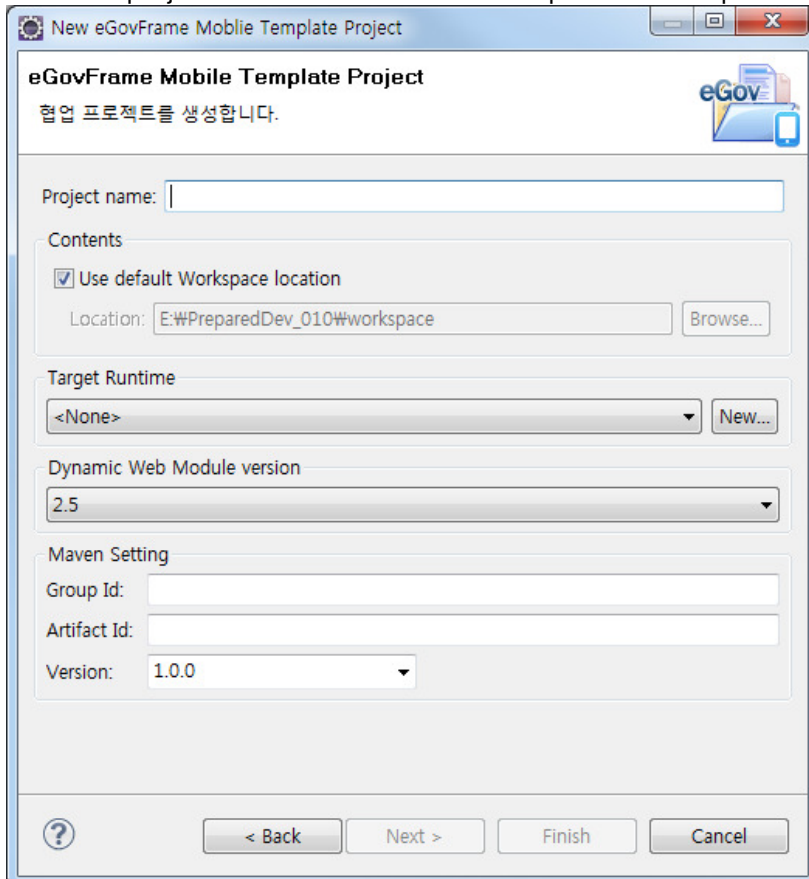 New eGovFrame Moblie Template Project
eGovFrame Mobile Template Project
협업 프로젝트를 생성합니다.
eGov
Project name:
Contents
Use default Workspace location
Location: E:₩PreparedDev_010₩workspace Browse...
Target Runtime
<None> New...
Dynamic Web Module version
2.5
Maven Setting
Group Id:
Artifact Id:
Version: 1.0.0
? < Back Next > Finish Cancel